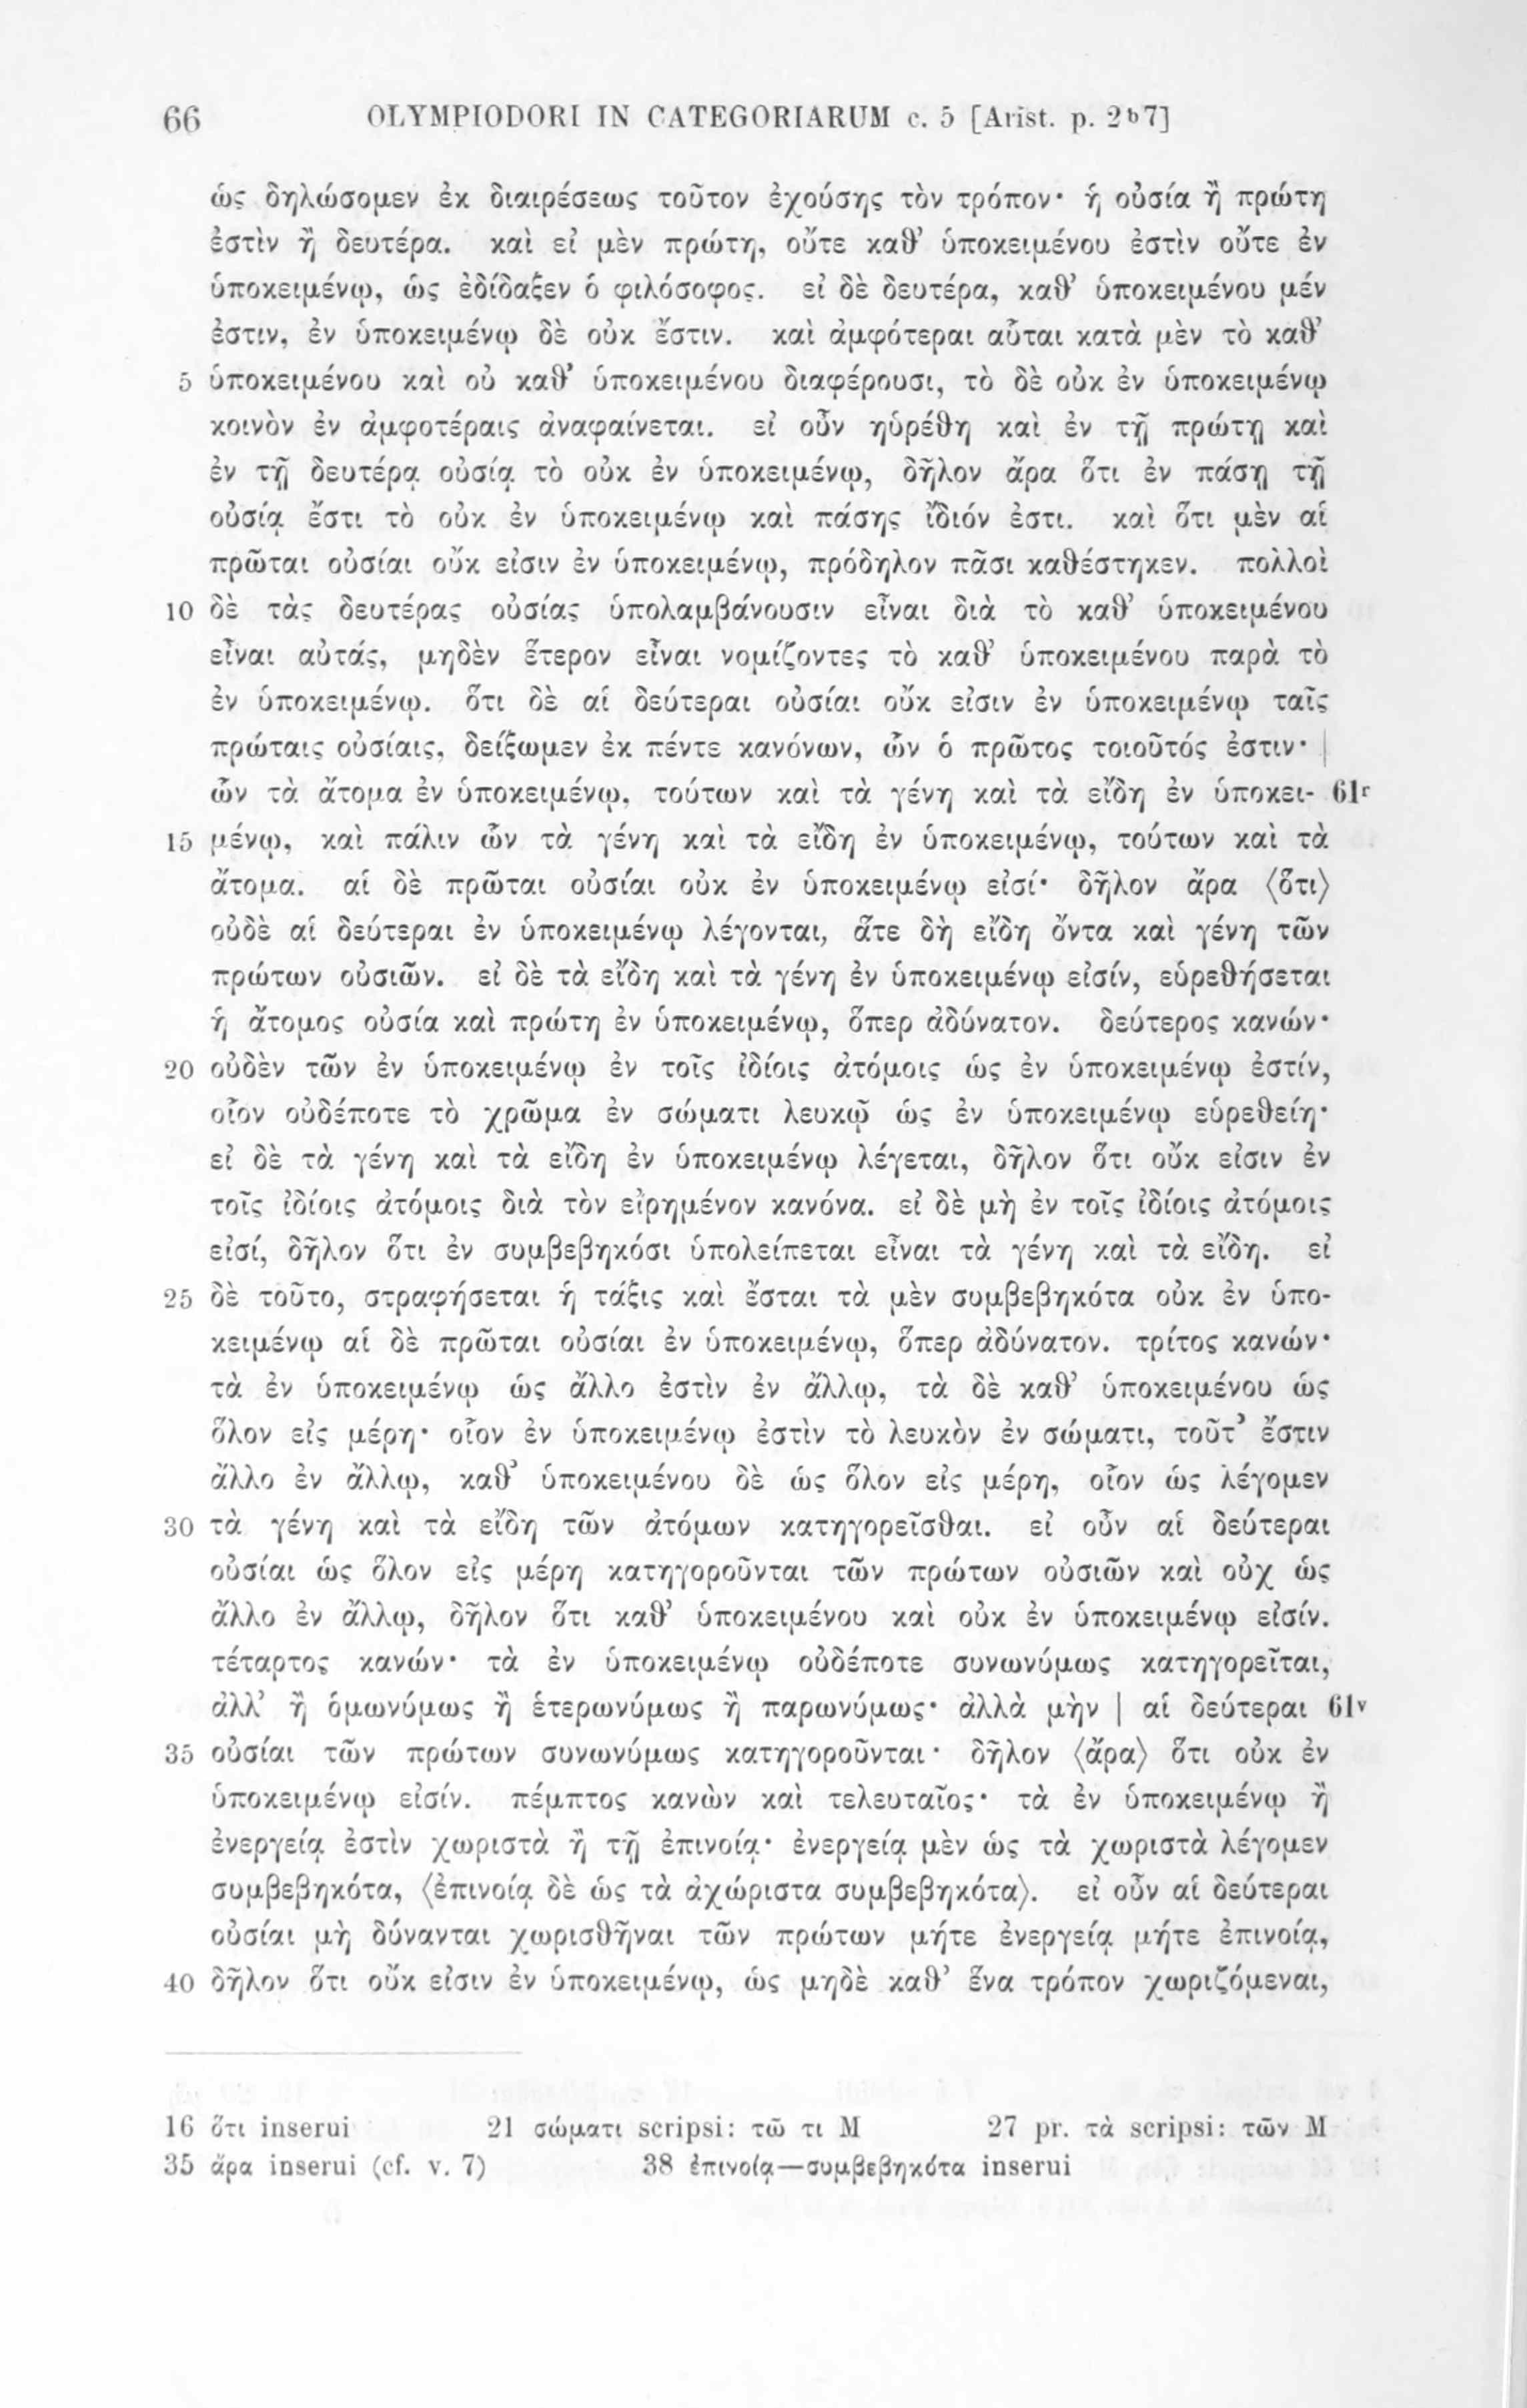 66 OLYMPIODORI IN CATEGORIARUM c. 5 [Arist. p. 2b7]
ὡς δηλώσομεν ἐκ διαιρέσεως τοῦτον ἐχούσης τὸν τρόπον· ἡ οὐσία ἢ πρώτη
ἐστὶν ἢ δευτέρα. καὶ εἰ μὲν πρώτη, οὔτε καθ’ ὑποκειμένου ἐστὶν οὔτε ἐν
ὑποκειμένῳ, ὡς ἐδίδαξεν ὁ φιλόσοφος. εἰ δὲ δευτέρα, καθ’ ὑποκειμένου μέν
ἐστιν, ἐν ὑποκειμένῳ δὲ οὐκ ἔστιν. καὶ ἀμφότεραι αὗται κατὰ μὲν τὸ καθ’
5 ὑποκειμένου καὶ οὐ καθ’ ὑποκειμένου διαφέρουσι, τὸ δὲ οὐκ ἐν ὑποκειμένῳ
κοινὸν ἐν ἀμφοτέραις ἀναφαίνεται. εἰ οὖν ηὑρέθη καὶ ἐν τῇ πρώτῃ καὶ
ἐν τῇ δευτέρᾳ οὐσίᾳ τὸ οὐκ ἐν ὑποκειμένῳ, δῆλον ἄρα ὅτι ἐν πάσῃ τῇ
οὐσίᾳ ἔστι τὸ οὐκ ἐν ὑποκειμένῳ καὶ πάσης ἴδιόν ἐστι. καὶ ὅτι μὲν αἱ
πρῶται οὐσίαι οὔκ εἰσιν ἐν ὑποκειμένῳ, πρόδηλον πᾶσι καθέστηκεν. πολλοὶ
10 δὲ τὰς δευτέρας οὐσίας ὑπολαμβάνουσιν εἶναι διὰ τὸ καθ’ ὑποκειμένου
εἶναι αὐτάς, μηδὲν ἕτερον εἶναι νομίζοντες τὸ καθ’ ὑποκειμένου παρὰ τὸ
ἐν ὑποκειμένῳ. ὅτι δὲ αἱ δεύτεραι οὐσίαι οὔκ εἰσιν ἐν ὑποκειμένῳ ταῖς
πρώταις οὐσίαις, δείξωμεν ἐκ πέντε κανόνων, ὧν ὁ πρῶτος τοιοῦτός ἐστιν· |
ὧν τὰ ἄτομα ἐν ὑποκειμένῳ, τούτων καὶ τὰ γένη καὶ τὰ εἴδη ἐν ὑποκει- 61r
15 μένῳ, καὶ πάλιν ὧν τὰ γένη καὶ τὰ εἴδη ἐν ὑποκειμένῳ, τούτων καὶ τὰ
ἄτομα. αἱ δὲ πρῶται οὐσίαι οὐκ ἐν ὑποκειμένῳ εἰσί· δῆλον ἄρα ⟨ὅτι⟩
οὐδὲ αἱ δεύτεραι ἐν ὑποκειμένῳ λέγονται, ἅτε δὴ εἴδη ὄντα καὶ γένη τῶν
πρώτων οὐσιῶν. εἰ δὲ τὰ εἴδη καὶ τὰ γένη ἐν ὑποκειμένῳ εἰσίν, εὑρεθήσεται
ἡ ἄτομος οὐσία καὶ πρώτη ἐν ὑποκειμένῳ, ὅπερ ἀδύνατον. δεύτερος κανών·
20 οὐδὲν τῶν ἐν ὑποκειμένῳ ἐν τοῖς ἰδίοις ἀτόμοις ὡς ἐν ὑποκειμένῳ ἐστίν,
οἷον οὐδέποτε τὸ χρῶμα ἐν σώματι λευκῷ ὡς ἐν ὑποκειμένῳ εὑρεθείη·
εἰ δὲ τὰ γένη καὶ τὰ εἴδη ἐν ὑποκειμένῳ λέγεται, δῆλον ὅτι οὔκ εἰσιν ἐν
τοῖς ἰδίοις ἀτόμοις διὰ τὸν εἰρημένον κανόνα. εἰ δὲ μὴ ἐν τοῖς ἰδίοις ἀτόμοις
εἰσί, δῆλον ὅτι ἐν συμβεβηκόσι ὑπολείπεται εἶναι τὰ γένη καὶ τὰ εἴδη. εἰ
25 δὲ τοῦτο, στραφήσεται ἡ τάξις καὶ ἔσται τὰ μὲν συμβεβηκότα οὐκ ἐν ὑπο-
κειμένῳ αἱ δὲ πρῶται οὐσίαι ἐν ὑποκειμένῳ, ὅπερ ἀδύνατον. τρίτος κανών·
τὰ ἐν ὑποκειμένῳ ὡς ἄλλο ἐστὶν ἐν ἄλλῳ, τὰ δὲ καθ’ ὑποκειμένου ὡς
ὅλον εἰς μέρη· οἷον ἐν ὑποκειμένῳ ἐστὶν τὸ λευκὸν ἐν σώματι, τοῦτ’ ἔστιν
ἄλλο ἐν ἄλλῳ, καθ’ ὑποκειμένου δὲ ὡς ὅλον εἰς μέρη, οἷον ὡς λέγομεν
30 τὰ γένη καὶ τὰ εἴδη τῶν ἀτόμων κατηγορεῖσθαι. εἰ οὖν αἱ δεύτεραι
οὐσίαι ὡς ὅλον εἰς μέρη κατηγοροῦνται τῶν πρώτων οὐσιῶν καὶ οὐχ ὡς
ἄλλο ἐν ἄλλῳ, δῆλον ὅτι καθ’ ὑποκειμένου καὶ οὐκ ἐν ὑποκειμένῳ εἰσίν.
τέταρτος κανών· τὰ ἐν ὑποκειμένῳ οὐδέποτε συνωνύμως κατηγορεῖται,
ἀλλ’ ἢ ὁμωνύμως ἢ ἑτερωνύμως ἢ παρωνύμως· ἀλλὰ μὴν | αἱ δεύτεραι 61v
35 οὐσίαι τῶν πρώτων συνωνύμως κατηγοροῦνται· δῆλον ⟨ἄρα⟩ ὅτι οὐκ ἐν
ὑποκειμένῳ εἰσίν. πέμπτος κανὼν καὶ τελευταῖος· τὰ ἐν ὑποκειμένῳ ἢ
ἐνεργείᾳ ἐστὶν χωριστὰ ἢ τῇ ἐπινοίᾳ· ἐνεργείᾳ μὲν ὡς τὰ χωριστὰ λέγομεν
συμβεβηκότα, ⟨ἐπινοίᾳ δὲ ὡς τὰ ἀχώριστα συμβεβηκότα⟩. εἰ οὖν αἱ δεύτεραι
οὐσίαι μὴ δύνανται χωρισθῆναι τῶν πρώτων μήτε ἐνεργείᾳ μήτε ἐπινοίᾳ,
40 δῆλον ὅτι οὔκ εἰσιν ἐν ὑποκειμένῳ, ὡς μηδὲ καθ’ ἕνα τρόπον χωριζόμεναι,
16 ὅτι inserui 21 σώματι scripsi: τῶ τι M 27 pr. τὰ scripsi: τῶν M
35 ἄρα inserui (cf. v. 7) 38 ἐπινοίᾳ—συμβεβηκότα inserui